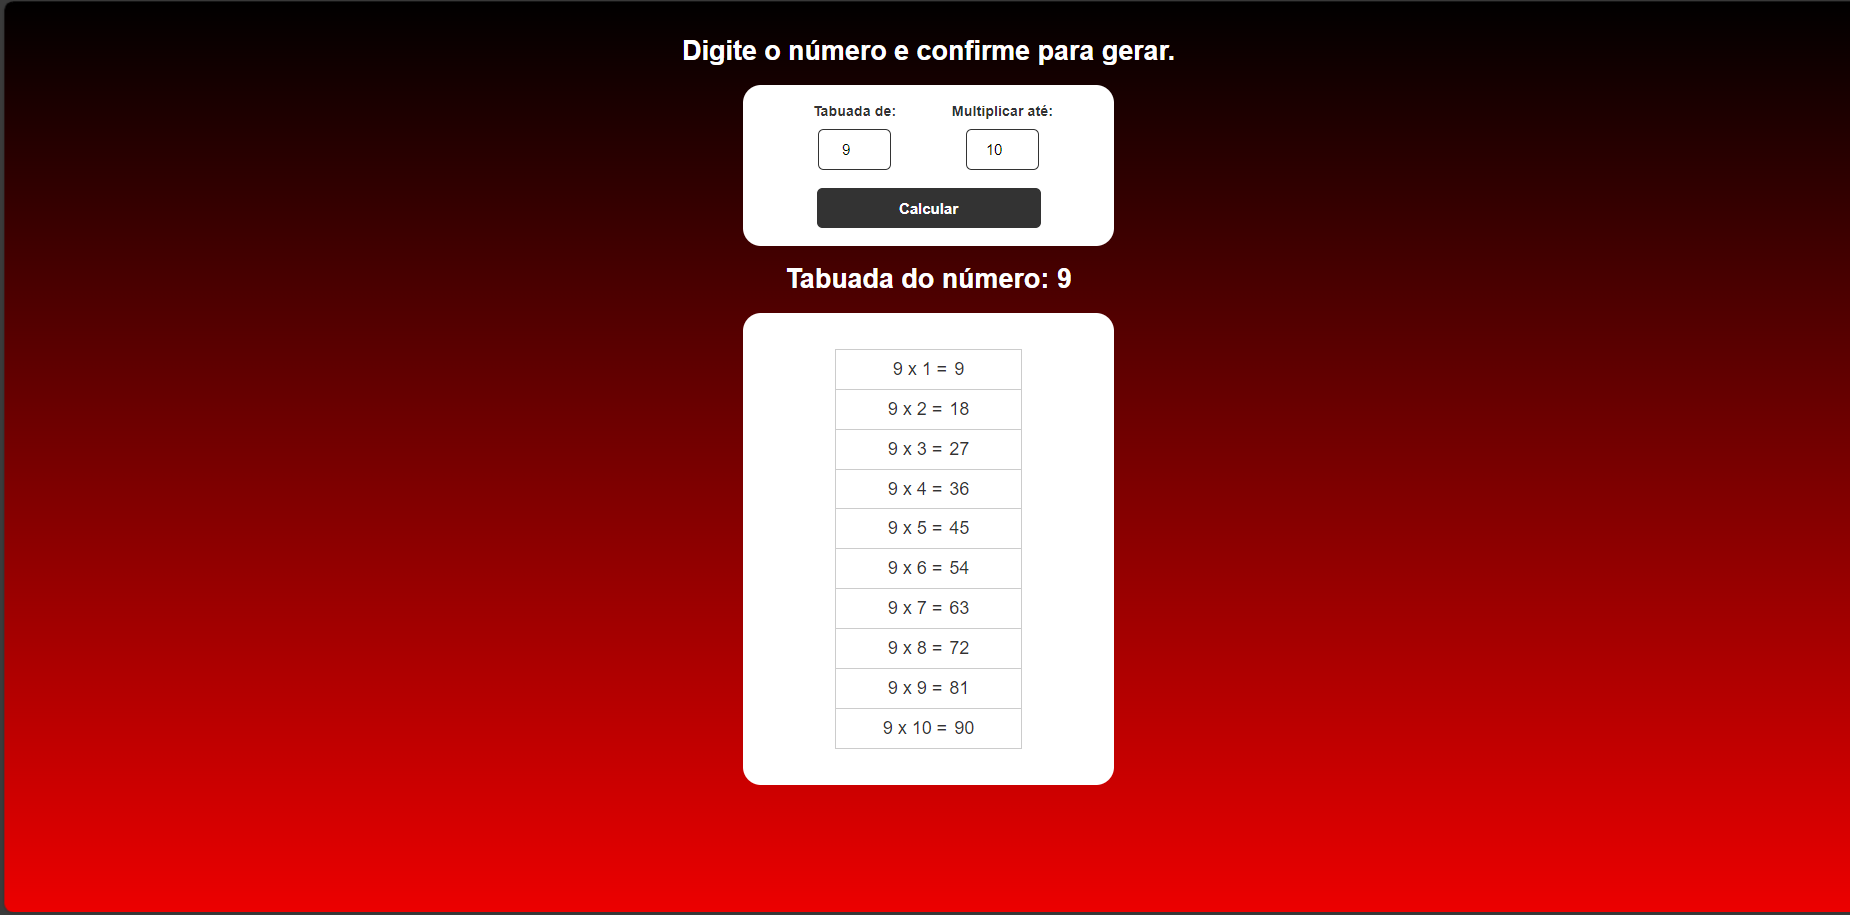 Digite o número e confirme para gerar.
Tabuada de: Multiplicar até:
9 10
Calcular
Tabuada do número: 9
9 x 1 = 9
9 x 2 = 18
9 x 3 = 27
9 x 4 = 36
9 x 5 = 45
9 x 6 = 54
9 x 7 = 63
9 x 8 = 72
9 x 9 = 81
9 x 10 = 90